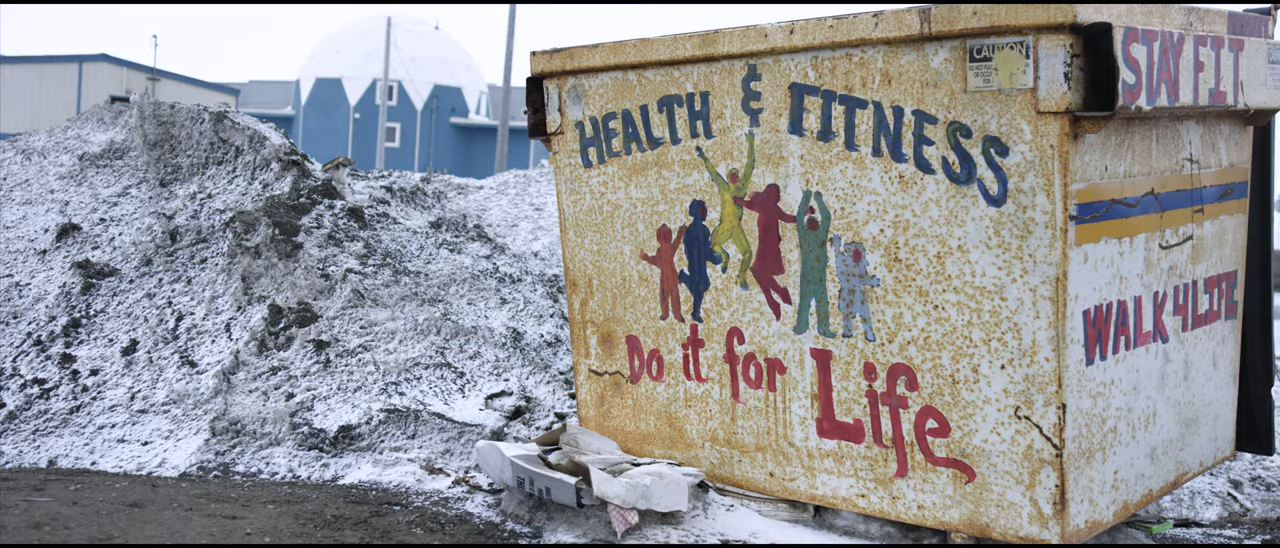 HEALTH & FITNESS
Do it for Life
CAUTION
STAY FIT
WALK 4 LIFE